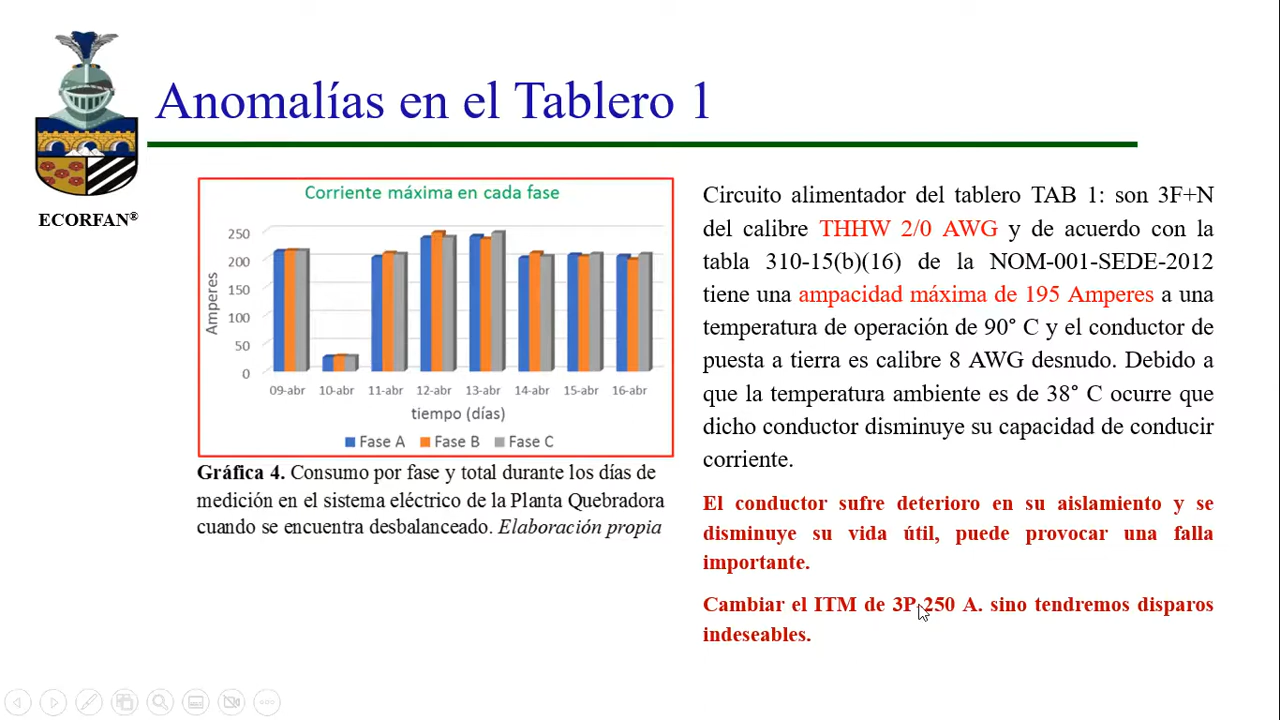 Anomalías en el Tablero 1
ECORFAN®
Corriente máxima en cada fase
Amperes
250
200
150
100
50
0
09-abr 10-abr 11-abr 12-abr 13-abr 14-abr 15-abr 16-abr
tiempo (días)
Fase A Fase B Fase C
Gráfica 4. Consumo por fase y total durante los días de
medición en el sistema eléctrico de la Planta Quebradora
cuando se encuentra desbalanceado. Elaboración propia
Circuito alimentador del tablero TAB 1: son 3F+N
del calibre THHW 2/0 AWG y de acuerdo con la
tabla 310-15(b)(16) de la NOM-001-SEDE-2012
tiene una ampacidad máxima de 195 Amperes a una
temperatura de operación de 90° C y el conductor de
puesta a tierra es calibre 8 AWG desnudo. Debido a
que la temperatura ambiente es de 38° C ocurre que
dicho conductor disminuye su capacidad de conducir
corriente.
El conductor sufre deterioro en su aislamiento y se
disminuye su vida útil, puede provocar una falla
importante.
Cambiar el ITM de 3P-250 A. sino tendremos disparos
indeseables.